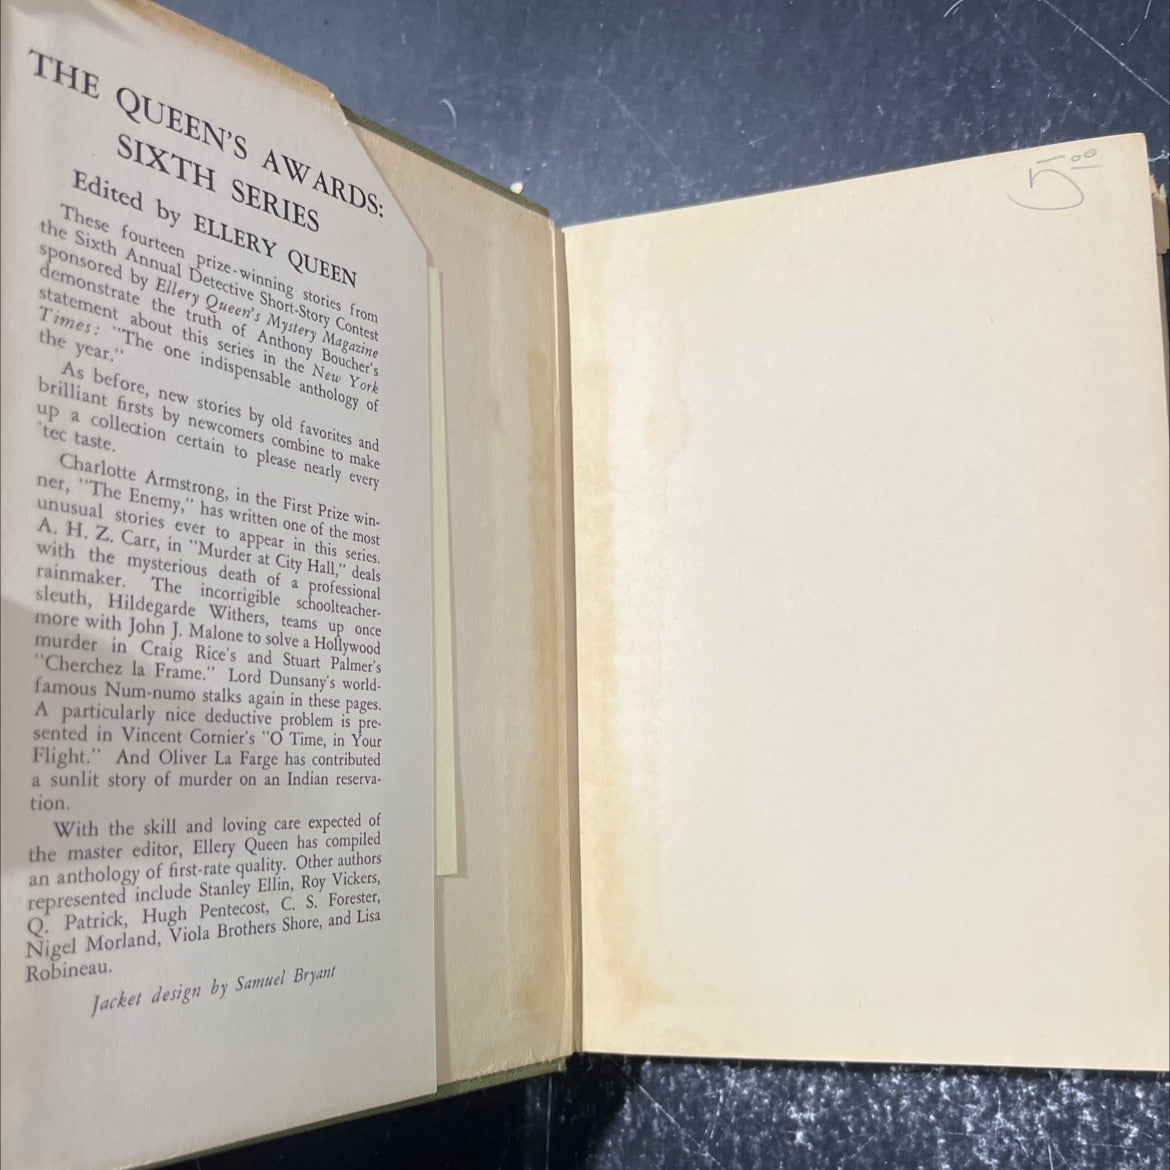 THE QUEEN'S AWARDS:
SIXTH SERIES
Edited by ELLERY QUEEN
These fourteen prize-winning stories from
the Sixth Annual Detective Short-Story Contest
sponsored by Ellery Queen's Mystery Magazine
demonstrate the truth of Anthony Boucher's
statement about this series in the New York
Times: "The one indispensable anthology of
the year."
As before, new stories by old favorites and
brilliant firsts by newcomers combine to make
up a collection certain to please nearly every
'tec taste.
Charlotte Armstrong, in the First Prize win-
ner, "The Enemy," has written one of the most
unusual stories ever to appear in this series.
A. H. Z. Carr, in "Murder at City Hall," deals
with the mysterious death of a professional
rainmaker. The incorrigible schoolteacher-
sleuth, Hildegarde Withers, teams up once
more with John J. Malone to solve a Hollywood
murder in Craig Rice's and Stuart Palmer's
"Cherchez la Frame." Lord Dunsany's world-
famous Num-numo stalks again in these pages.
A particularly nice deductive problem is pre-
sented in Vincent Cornier's "O Time, in Your
Flight." And Oliver La Farge has contributed
a sunlit story of murder on an Indian reserva-
tion.
With the skill and loving care expected of
the master editor, Ellery Queen has compiled
an anthology of first-rate quality. Other authors
represented include Stanley Ellin, Roy Vickers,
Q. Patrick, Hugh Pentecost, C. S. Forester,
Nigel Morland, Viola Brothers Shore, and Lisa
Robineau.
Jacket design by Samuel Bryant
5.00